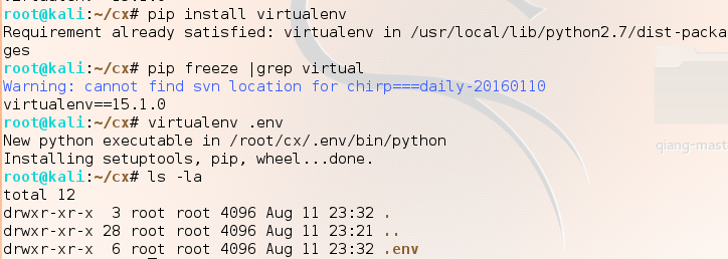 root@kali:~/cx# pip install virtualenv
Requirement already satisfied: virtualenv in /usr/local/lib/python2.7/dist-packa
ges
root@kali:~/cx# pip freeze |grep virtual
Warning: cannot find svn location for chirp===daily-20160110
virtualenv==15.1.0
root@kali:~/cx# virtualenv .env
New python executable in /root/cx/.env/bin/python
Installing setuptools, pip, wheel...done.
root@kali:~/cx# ls -la
total 12
drwxr-xr-x  3 root root 4096 Aug 11 23:32 .
drwxr-xr-x 28 root root 4096 Aug 11 23:21 ..
drwxr-xr-x  6 root root 4096 Aug 11 23:32 .env
qiang-mast